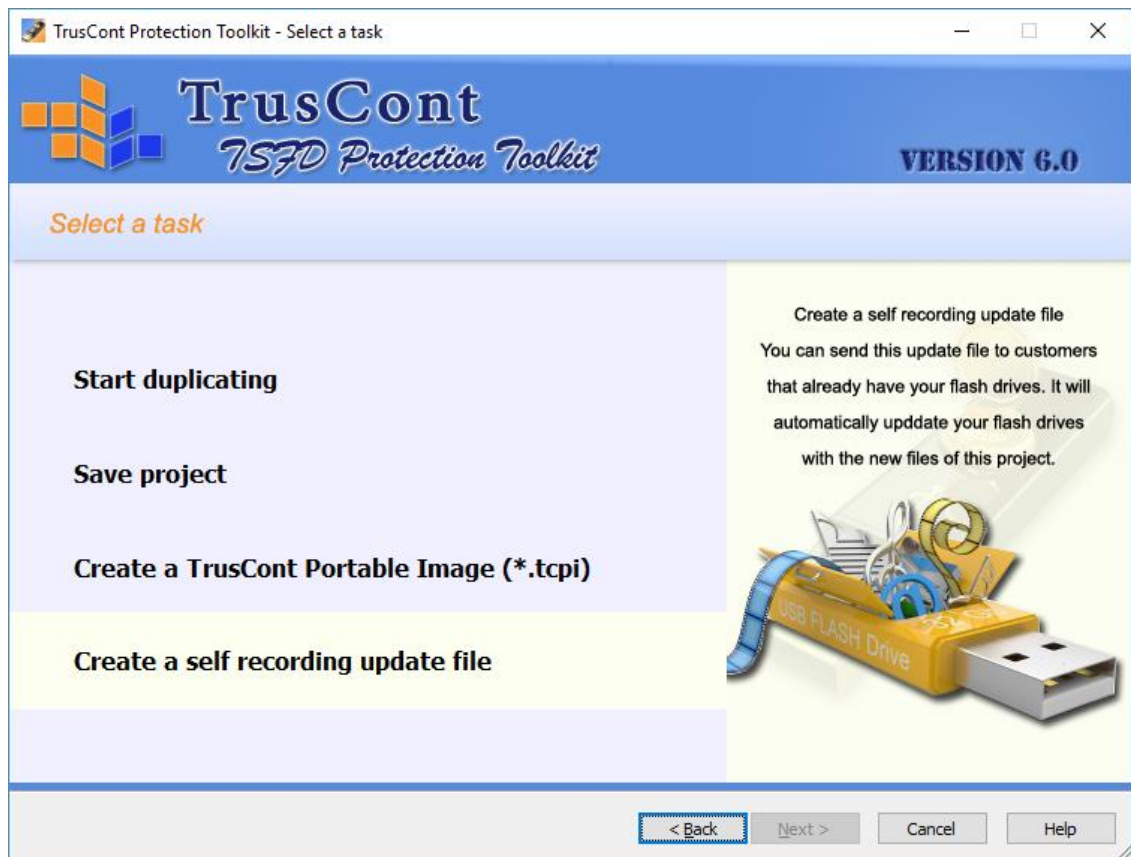 TrusCont Protection Toolkit - Select a task
TrusCont
TSFD Protection Toolkit
VERSION 6.0
Select a task
Start duplicating
Save project
Create a TrusCont Portable Image (*.tcpi)
Create a self recording update file
Create a self recording update file
You can send this update file to customers
that already have your flash drives. It will
automatically upddate your flash drives
with the new files of this project.
USB FLASH Drive
< Back
Next >
Cancel
Help